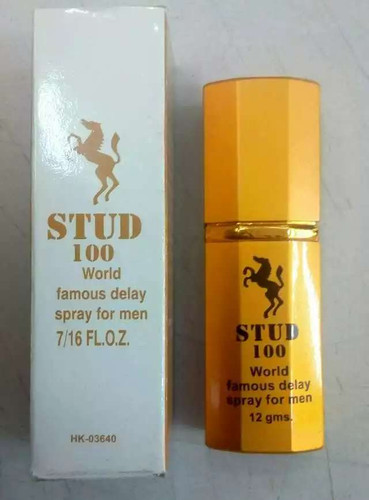 STUD
100
World
famous delay
spray for men
7/16 FL.O.Z.
HK-03640
STUD
100
World
famous delay
spray for men
12 gms.